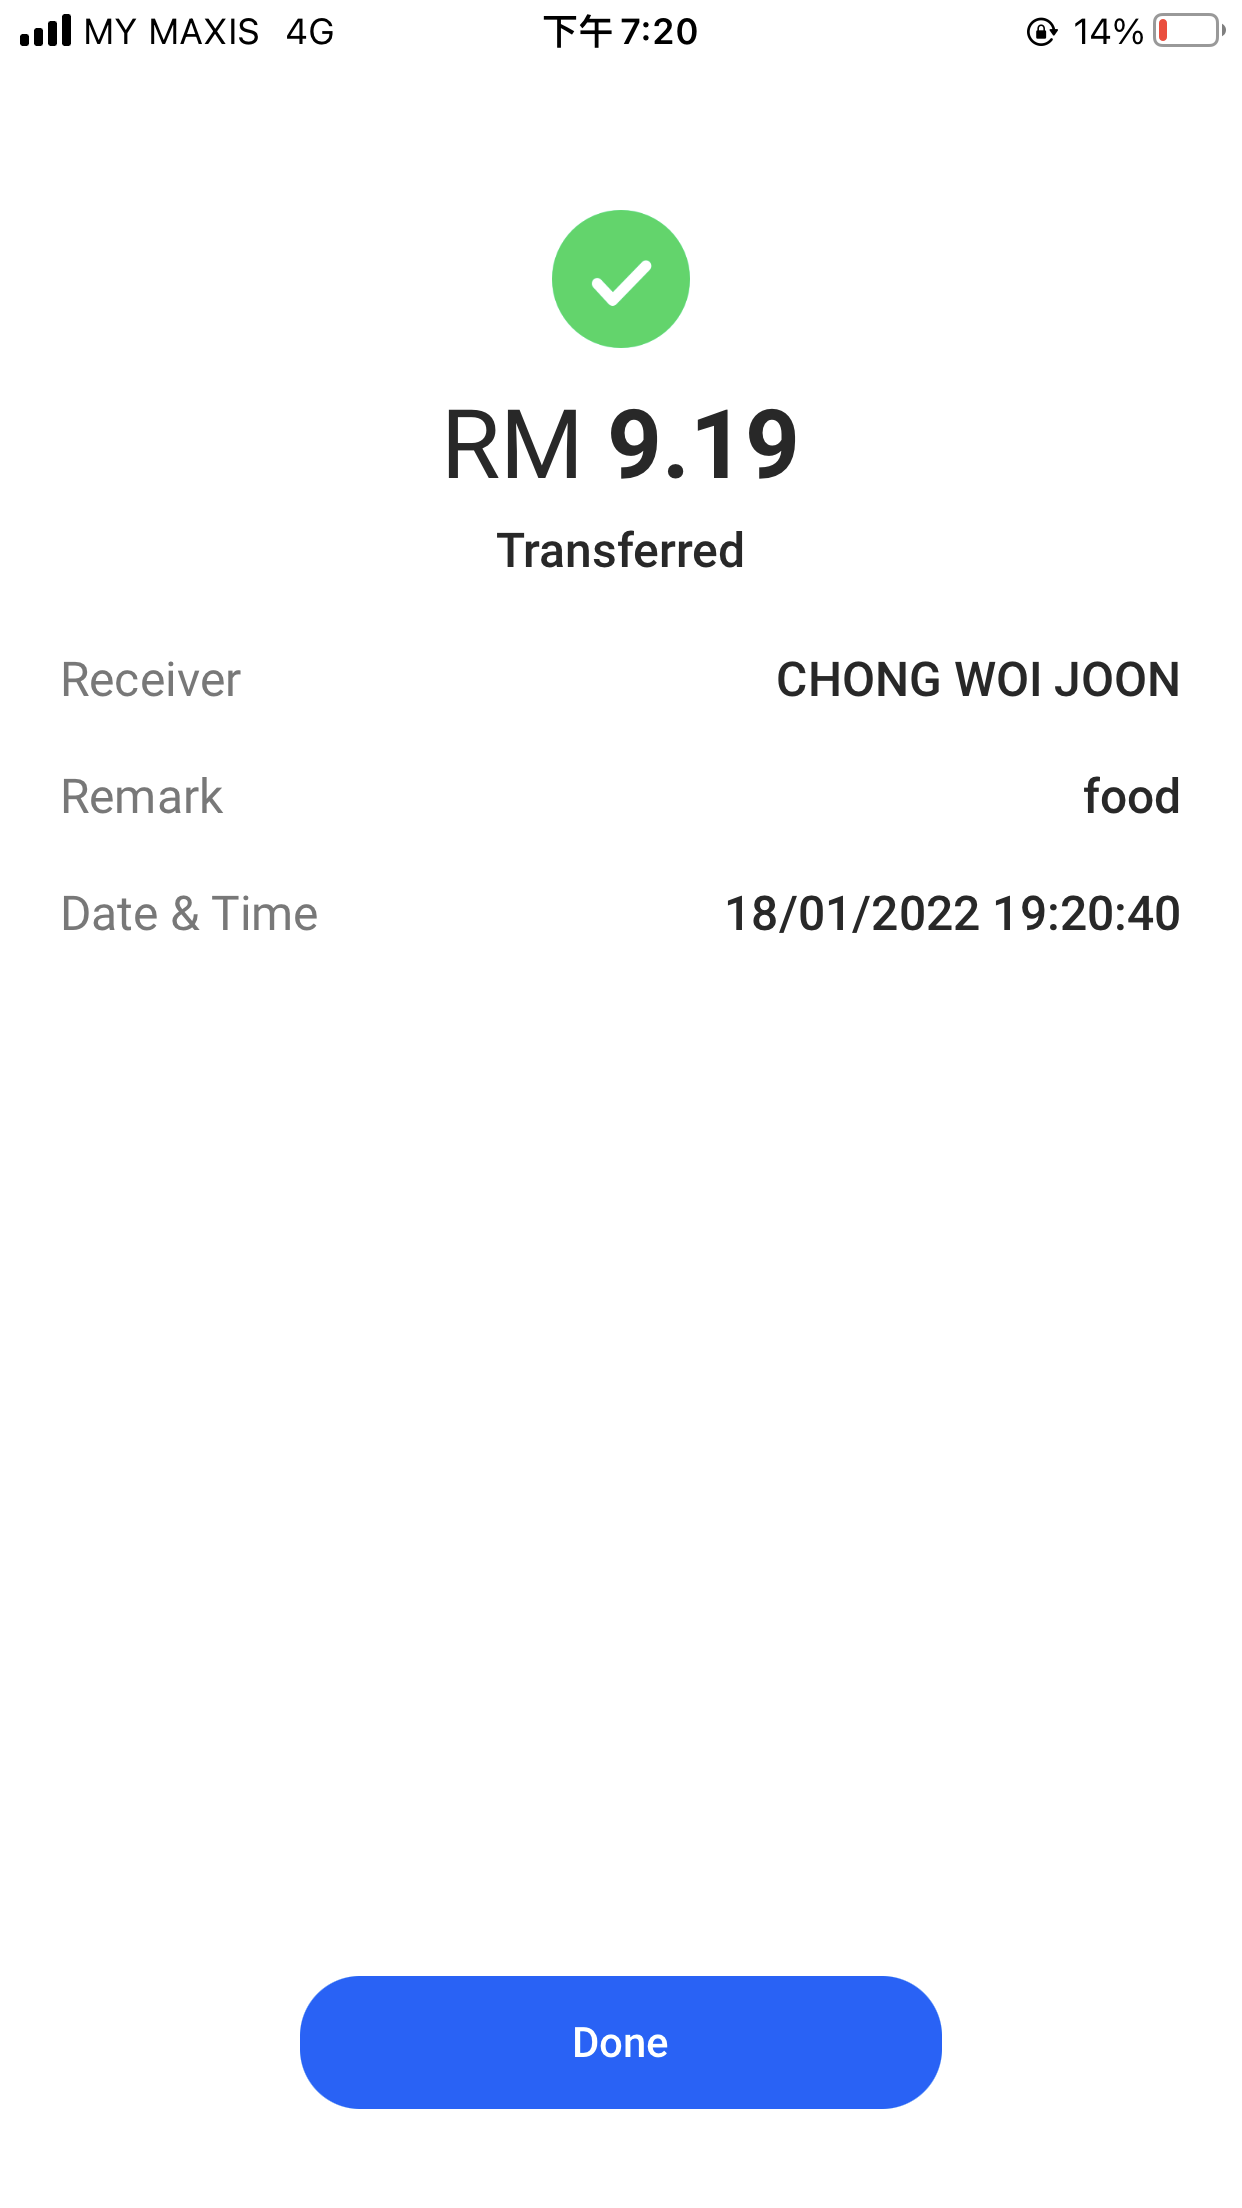 MY MAXIS 4G 下午 7:20 14%
RM 9.19
Transferred
Receiver CHONG WOI JOON
Remark food
Date & Time 18/01/2022 19:20:40
Done